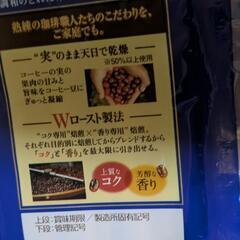 熟練の珈琲職人たちのこだわりを、
ご家庭でも。
“実”のまま天日で乾燥
※50%以上使用
コーヒーの実の
果肉の甘みと
旨味をコーヒー豆に
ぎゅっと凝縮
Wロースト製法
“コク専用”焙煎×“香り専用”焙煎。
それぞれ目的別に焙煎してからブレンドするから
「コク」と「香り」を最大限に引き出せる。
上質な
コク
芳醇な
香り
上段:賞味期限/製造所固有記号
下段:管理記号